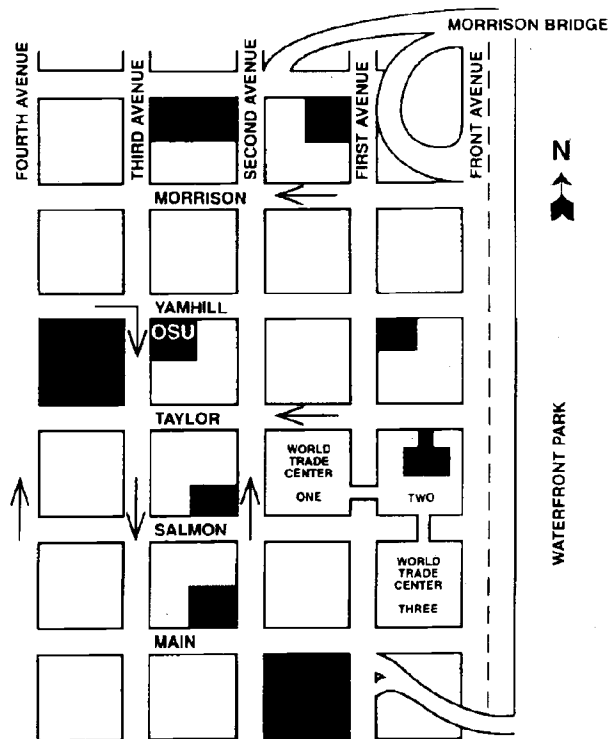 MORRISON BRIDGE
FOURTH AVENUE
THIRD AVENUE
SECOND AVENUE
FIRST AVENUE
FRONT AVENUE
N
MORRISON
YAMHILL
OSU
TAYLOR
WORLD
TRADE
CENTER
ONE
TWO
WATERFRONT PARK
SALMON
WORLD
TRADE
CENTER
THREE
MAIN